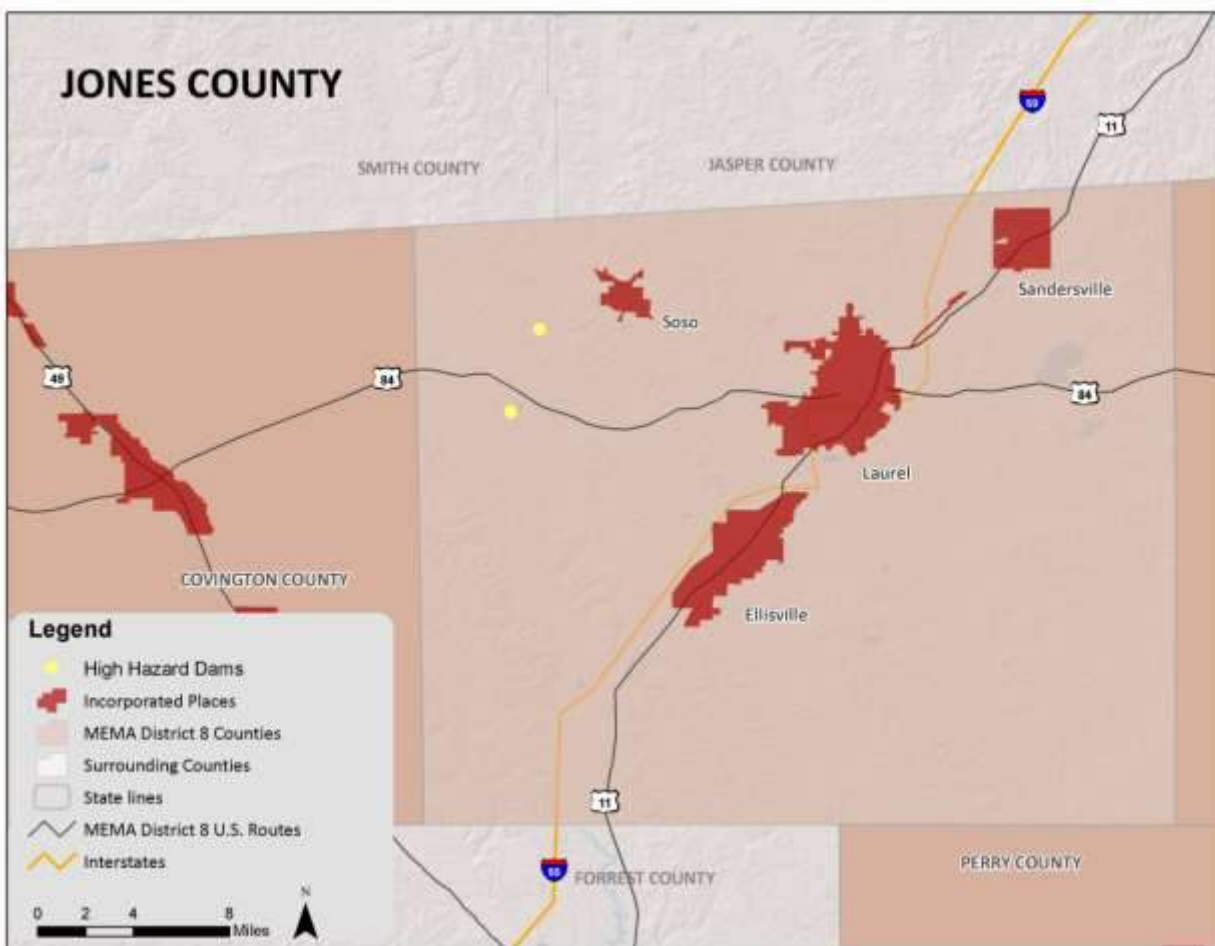 JONES COUNTY
59
11
SMITH COUNTY
JASPER COUNTY
Sandersville
Soso
84
84
Laurel
COVINGTON COUNTY
Ellisville
Legend
High Hazard Dams
Incorporated Places
MEMA District 8 Counties
Surrounding Counties
State lines
MEMA District 8 U.S. Routes
Interstates
11
PERRY COUNTY
FORREST COUNTY
N
0 2 4 8
Miles